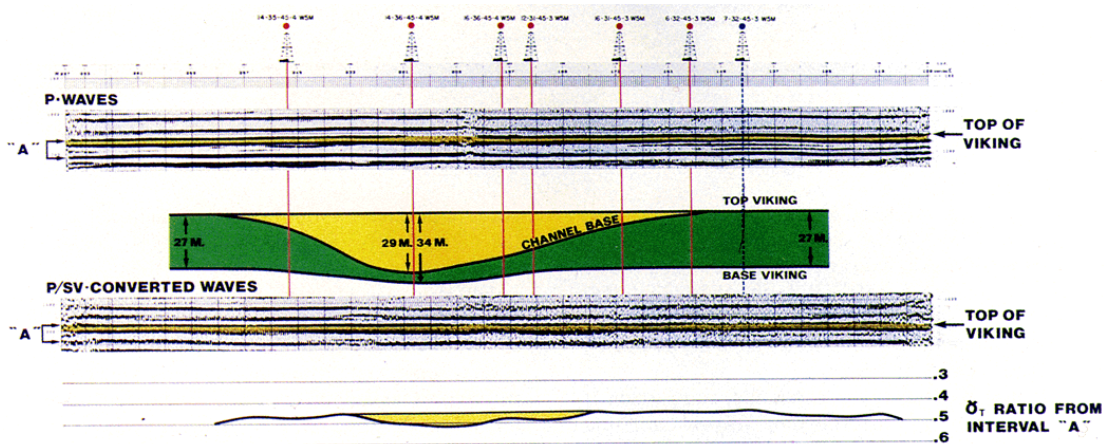 14-35-45-4 W5M 14-36-45-4 W5M 16-36-45-4 W5M 12-31-45-3 W5M 16-31-45-3 W5M 6-32-45-3 W5M 7-32-45-3 W5M
P-WAVES
"A"
TOP OF
VIKING
TOP VIKING
CHANNEL BASE
27 M. 29 M. 34 M. 27 M.
BASE VIKING
P/SV-CONVERTED WAVES
"A"
TOP OF
VIKING
.3
.4
.5
.6
ɣ̆T RATIO FROM
INTERVAL "A"